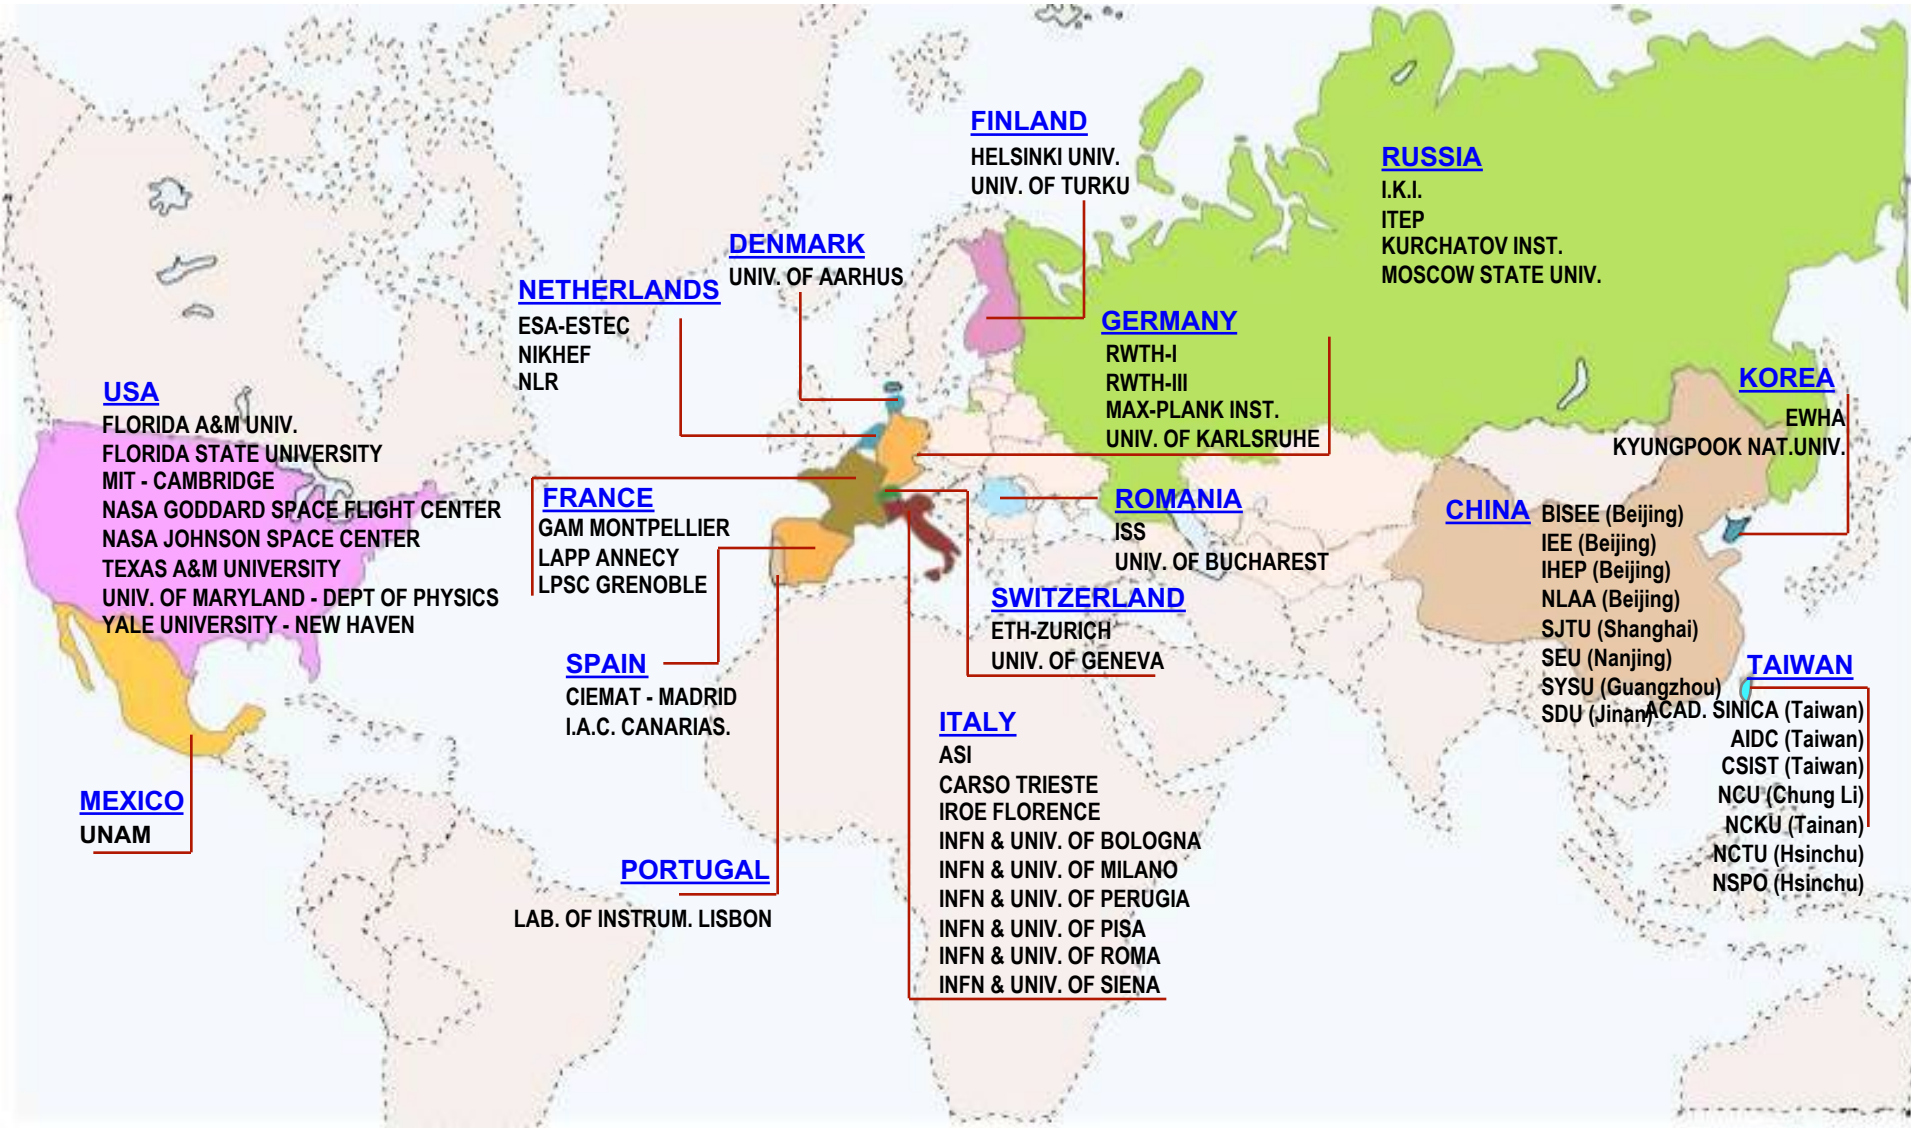 FINLAND
HELSINKI UNIV.
UNIV. OF TURKU
RUSSIA
I.K.I.
ITEP
KURCHATOV INST.
MOSCOW STATE UNIV.
DENMARK
UNIV. OF AARHUS
NETHERLANDS
ESA-ESTEC
NIKHEF
NLR
GERMANY
RWTH-I
RWTH-III
MAX-PLANK INST.
UNIV. OF KARLSRUHE
KOREA
EWHA
KYUNGPOOK NAT.UNIV.
USA
FLORIDA A&M UNIV.
FLORIDA STATE UNIVERSITY
MIT - CAMBRIDGE
NASA GODDARD SPACE FLIGHT CENTER
NASA JOHNSON SPACE CENTER
TEXAS A&M UNIVERSITY
UNIV. OF MARYLAND - DEPT OF PHYSICS
YALE UNIVERSITY - NEW HAVEN
FRANCE
GAM MONTPELLIER
LAPP ANNECY
LPSC GRENOBLE
ROMANIA
ISS
UNIV. OF BUCHAREST
CHINA
BISEE (Beijing)
IEE (Beijing)
IHEP (Beijing)
NLAA (Beijing)
SJTU (Shanghai)
SEU (Nanjing)
SYSU (Guangzhou)
SDU (Jinan)
SWITZERLAND
ETH-ZURICH
UNIV. OF GENEVA
SPAIN
CIEMAT - MADRID
I.A.C. CANARIAS.
TAIWAN
ACAD. SINICA (Taiwan)
AIDC (Taiwan)
CSIST (Taiwan)
NCU (Chung Li)
NCKU (Tainan)
NCTU (Hsinchu)
NSPO (Hsinchu)
ITALY
ASI
CARSO TRIESTE
IROE FLORENCE
INFN & UNIV. OF BOLOGNA
INFN & UNIV. OF MILANO
INFN & UNIV. OF PERUGIA
INFN & UNIV. OF PISA
INFN & UNIV. OF ROMA
INFN & UNIV. OF SIENA
MEXICO
UNAM
PORTUGAL
LAB. OF INSTRUM. LISBON